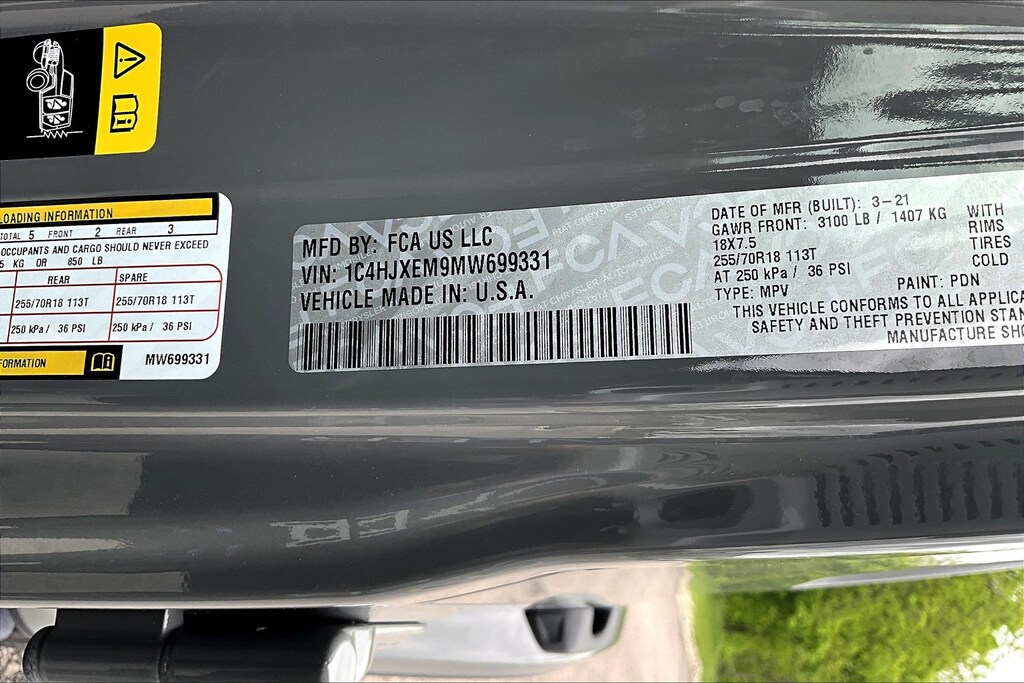 LOADING INFORMATION
TOTAL 5 FRONT 2 REAR 3
OCCUPANTS AND CARGO SHOULD NEVER EXCEED
5 KG OR 850 LB
REAR SPARE
255/70R18 113T 255/70R18 113T
250 kPa / 36 PSI 250 kPa / 36 PSI
FORMATION
MW699331
MFD BY: FCA US LLC
VIN: 1C4HJXEM9MW699331
VEHICLE MADE IN: U.S.A.
DATE OF MFR (BUILT): 3-21
GAWR FRONT: 3100 LB / 1407 KG WITH
18X7.5 RIMS
255/70R18 113T TIRES
AT 250 kPa / 36 PSI COLD
TYPE: MPV PAINT: PDN
THIS VEHICLE CONFORMS TO ALL APPLICA
SAFETY AND THEFT PREVENTION STAN
MANUFACTURE SHO